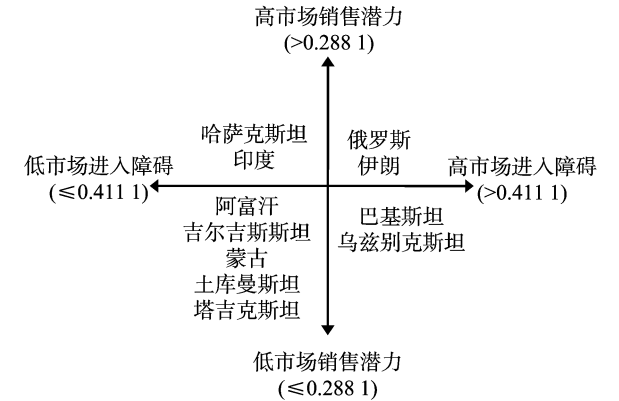 高市场销售潜力
(>0.288 1)
哈萨克斯坦
印度
俄罗斯
伊朗
低市场进入障碍
(≤0.411 1)
高市场进入障碍
(>0.411 1)
阿富汗
吉尔吉斯斯坦
蒙古
土库曼斯坦
塔吉克斯坦
巴基斯坦
乌兹别克斯坦
低市场销售潜力
(≤0.288 1)